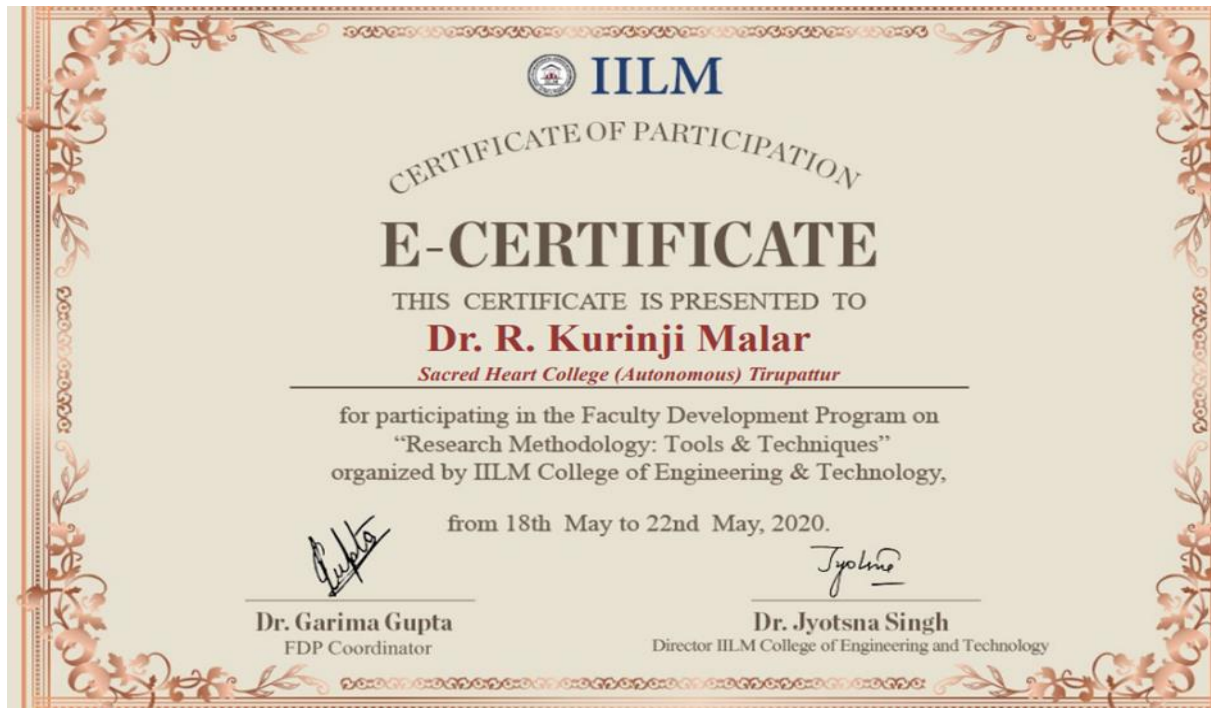 IILM
CERTIFICATE OF PARTICIPATION
E-CERTIFICATE
THIS CERTIFICATE IS PRESENTED TO
Dr. R. Kurinji Malar
Sacred Heart College (Autonomous) Tirupattur
for participating in the Faculty Development Program on
“Research Methodology: Tools & Techniques”
organized by IILM College of Engineering & Technology,
from 18th May to 22nd May, 2020.
Gupta
Jyotsna
Dr. Garima Gupta
Dr. Jyotsna Singh
FDP Coordinator
Director IILM College of Engineering and Technology